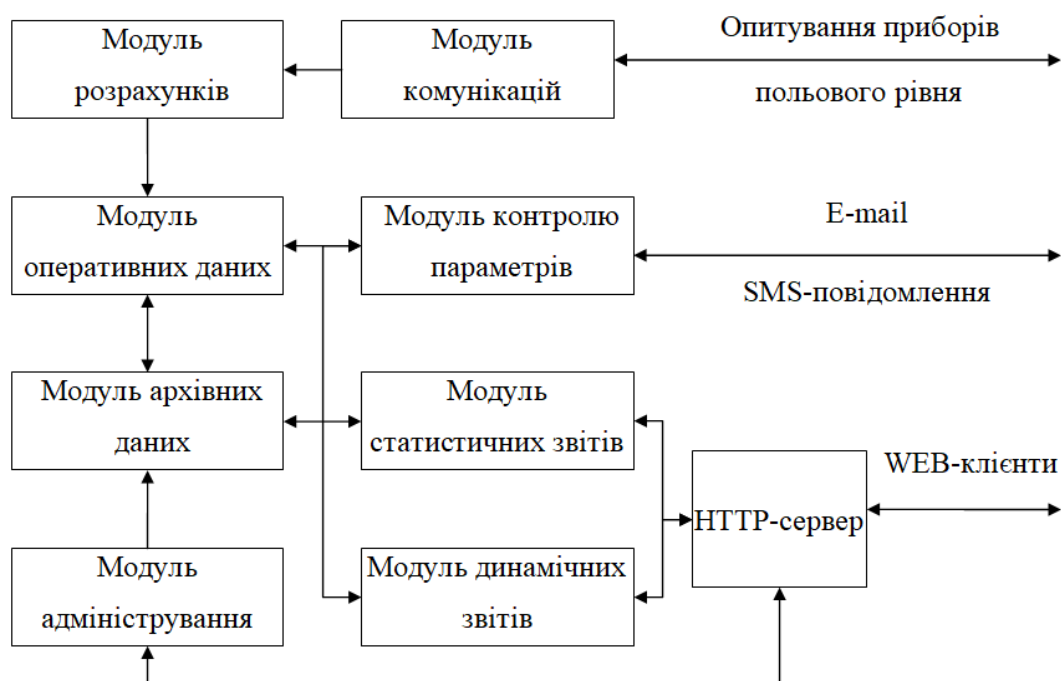 Модуль
розрахунків
Модуль
комунікацій
Опитування приборів
польового рівня
Модуль
оперативних даних
Модуль контролю
параметрів
E-mail
SMS-повідомлення
Модуль архівних
даних
Модуль
статистичних звітів
HTTP-сервер
WEB-клієнти
Модуль
адміністрування
Модуль динамічних
звітів